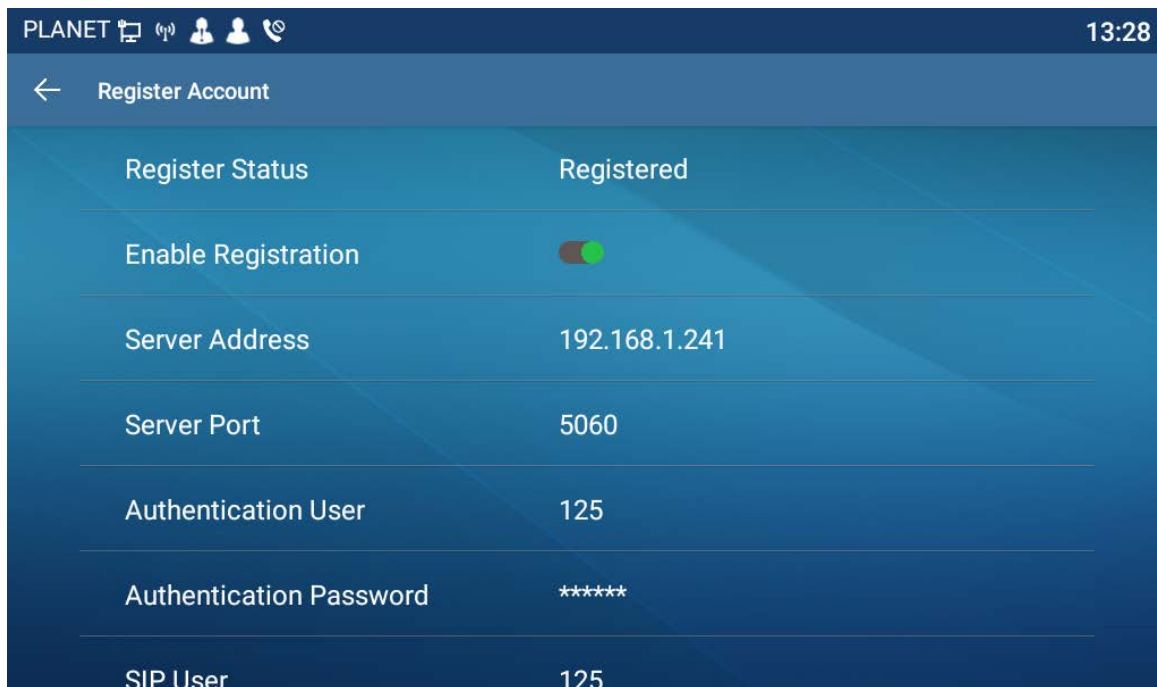 PLANET 13:28
Register Account
Register Status Registered
Enable Registration
Server Address 192.168.1.241
Server Port 5060
Authentication User 125
Authentication Password ******
SIP User 125